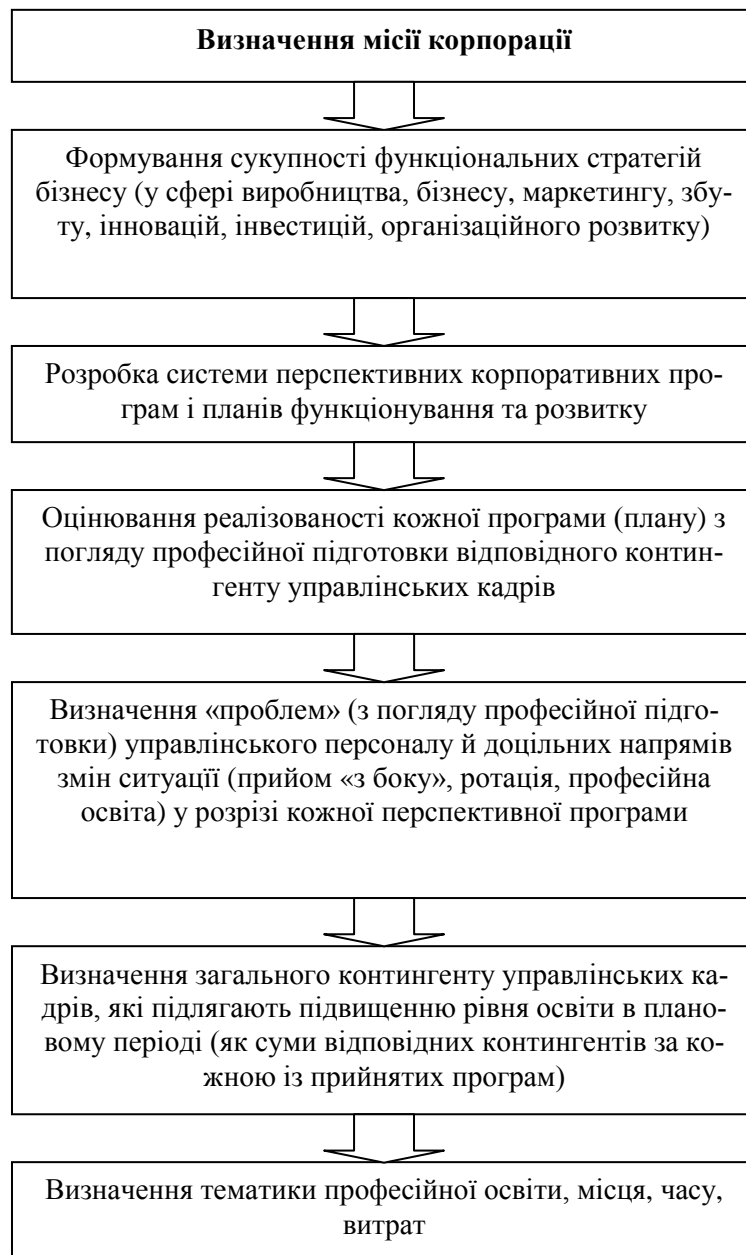 Визначення місії корпорації
Формування сукупності функціональних стратегій
бізнесу (у сфері виробництва, бізнесу, маркетингу, збу-
ту, інновацій, інвестицій, організаційного розвитку)
Розробка системи перспективних корпоративних про-
грам і планів функціонування та розвитку
Оцінювання реалізованості кожної програми (плану) з
погляду професійної підготовки відповідного контин-
генту управлінських кадрів
Визначення «проблем» (з погляду професійної підго-
товки) управлінського персоналу й доцільних напрямів
змін ситуації (прийом «з боку», ротація, професійна
освіта) у розрізі кожної перспективної програми
Визначення загального контингенту управлінських ка-
дрів, які підлягають підвищенню рівня освіти в плано-
вому періоді (як суми відповідних контингентів за ко-
жною із прийнятих програм)
Визначення тематики професійної освіти, місця, часу,
витрат